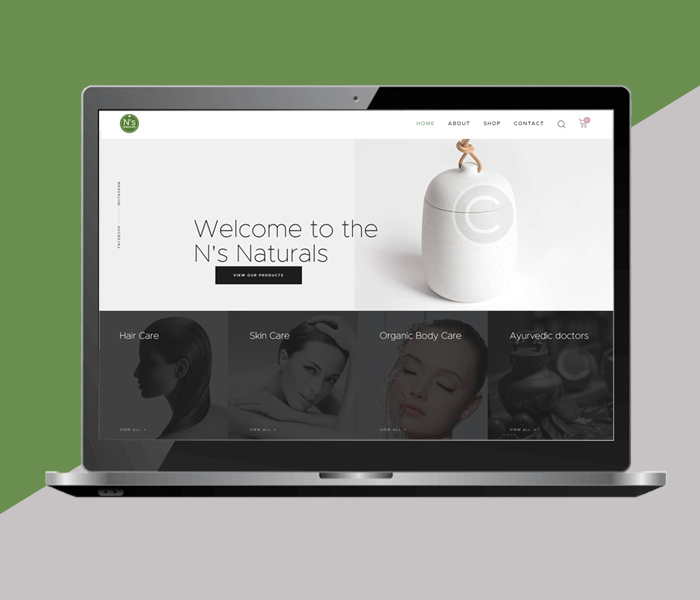 N's
HOME
ABOUT
SHOP
CONTACT
INSTAGRAM
FACEBOOK
Welcome to the
N's Naturals
VIEW OUR PRODUCTS
C
Hair Care
Skin Care
Organic Body Care
Ayurvedic doctors
VIEW ALL
VIEW ALL
VIEW ALL
VIEW ALL